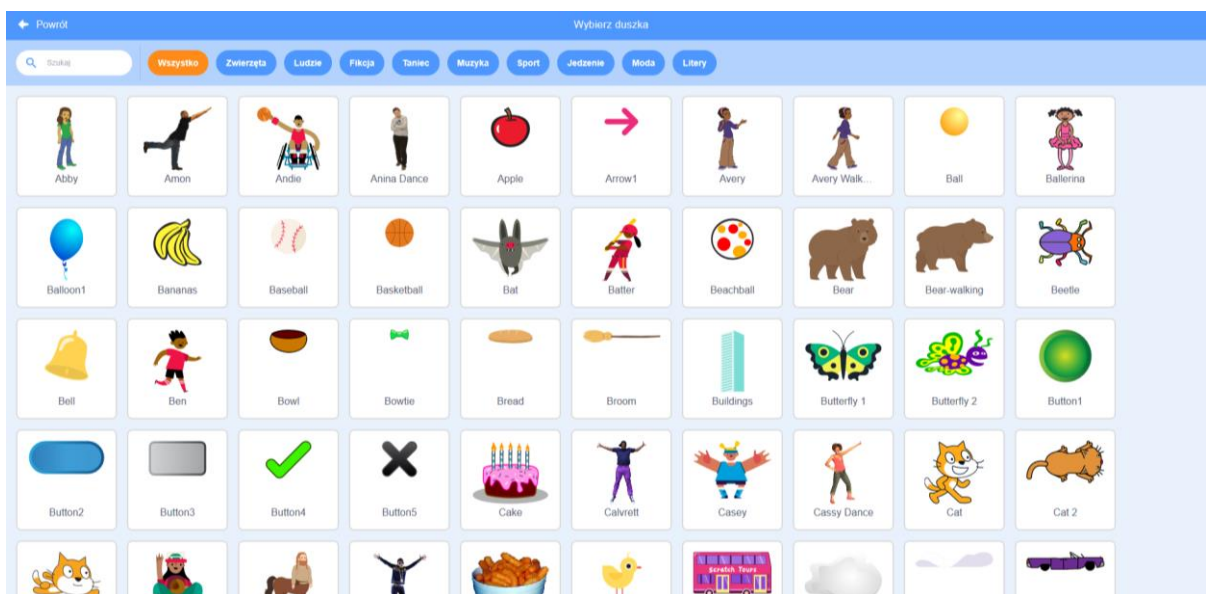 Powrót
Wybierz duszka
Szukaj
Wszystko Zwierzęta Ludzie Fikcja Taniec Muzyka Sport Jedzenie Moda Litery
Abby Amon Andie Anina Dance Apple Arrow1 Avery Avery Walk... Ball Ballerina
Balloon1 Bananas Baseball Basketball Bat Batter Beachball Bear Bear-walking Beetle
Bell Ben Bowl Bowtie Bread Broom Buildings Butterfly 1 Butterfly 2 Button1
Button2 Button3 Button4 Button5 Cake Calvrett Casey Cassy Dance Cat Cat 2
Scratch Tours